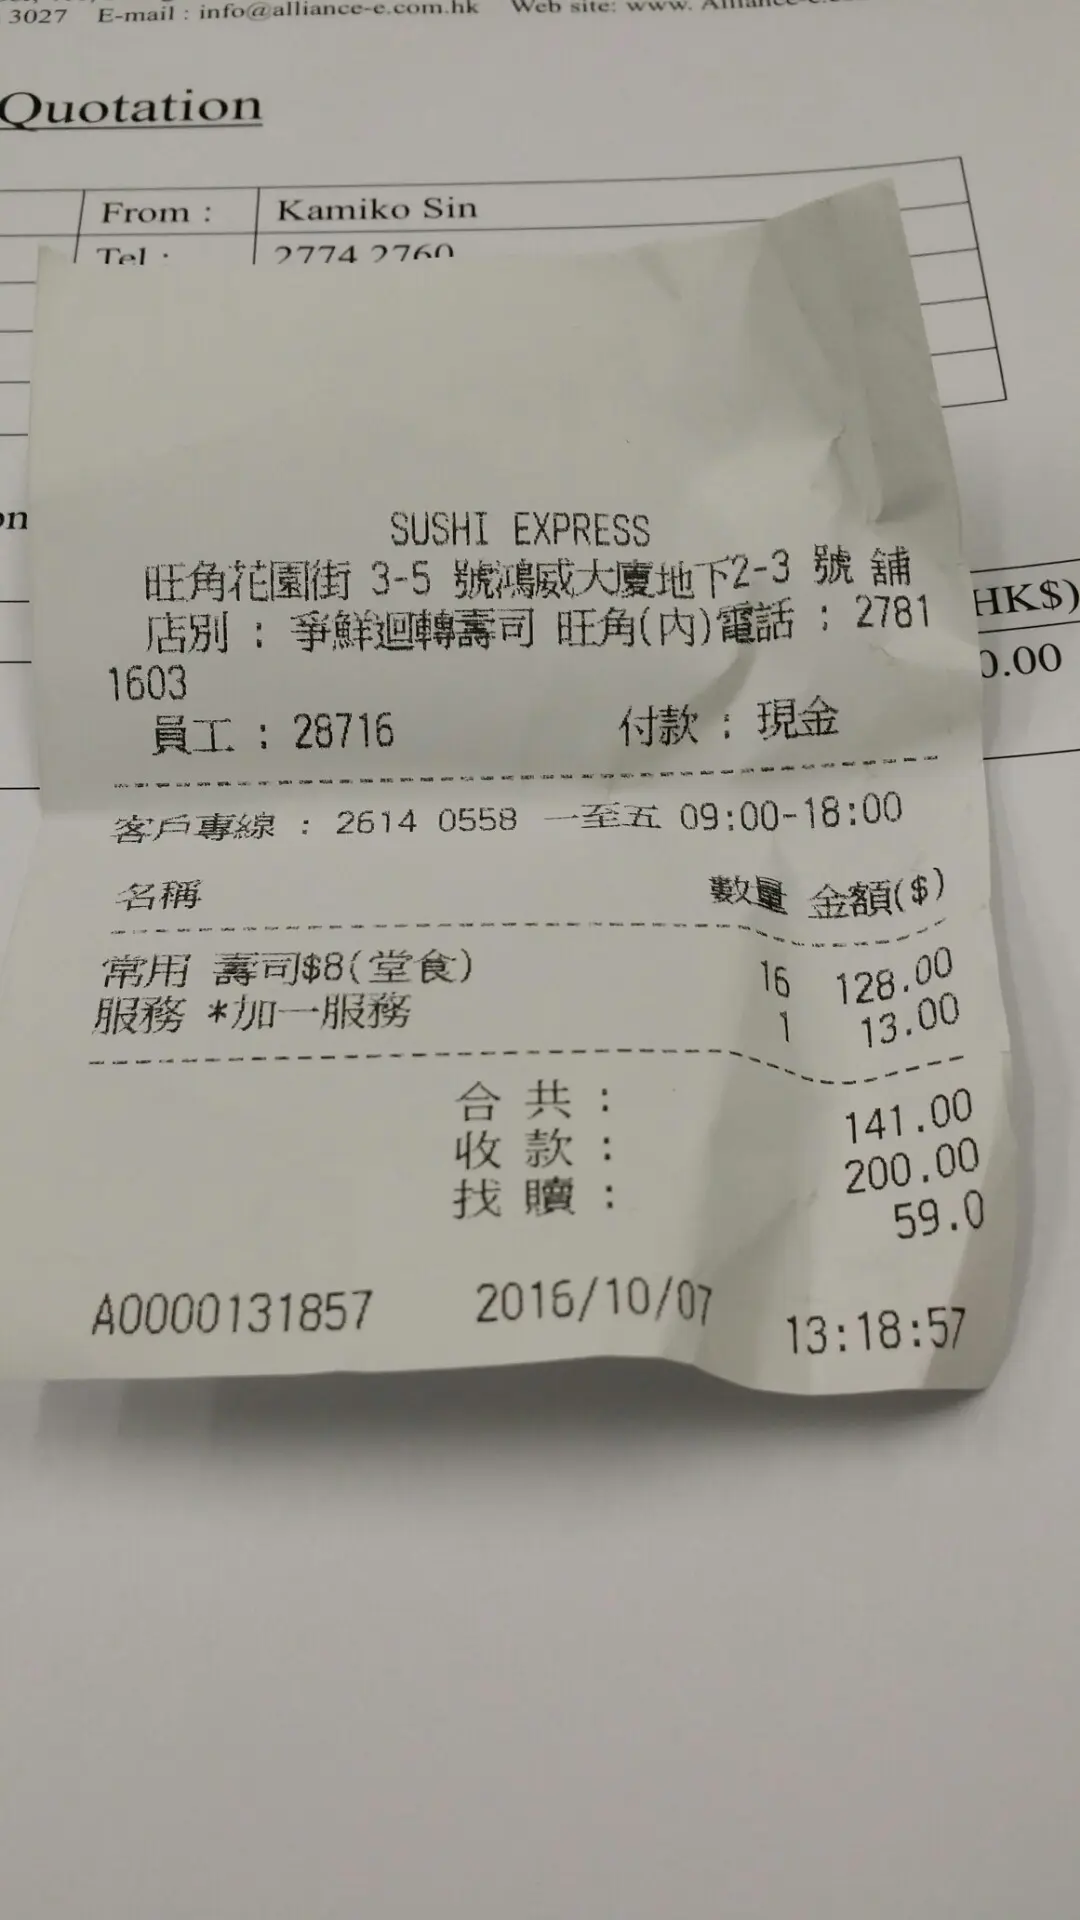 3027 E-mail : info@alliance-e.com.hk Web site: www.
Quotation
From : Kamiko Sin
Tel : 2774 2760
HK$)
0.00
SUSHI EXPRESS
旺角花園街 3-5 號鴻威大廈地下2-3 號 舖
店別 : 爭鮮迴轉壽司 旺角(內)電話 ; 2781
1603
員工 : 28716 付款 : 現金
客戶專線 : 2614 0558 一至五 09:00-18:00
名稱 數量 金額($)
常用 壽司$8(堂食) 16 128.00
服務 *加一服務 1 13.00
合 共 : 141.00
收 款 : 200.00
找 贖 : 59.0
A0000131857 2016/10/07 13:18:57